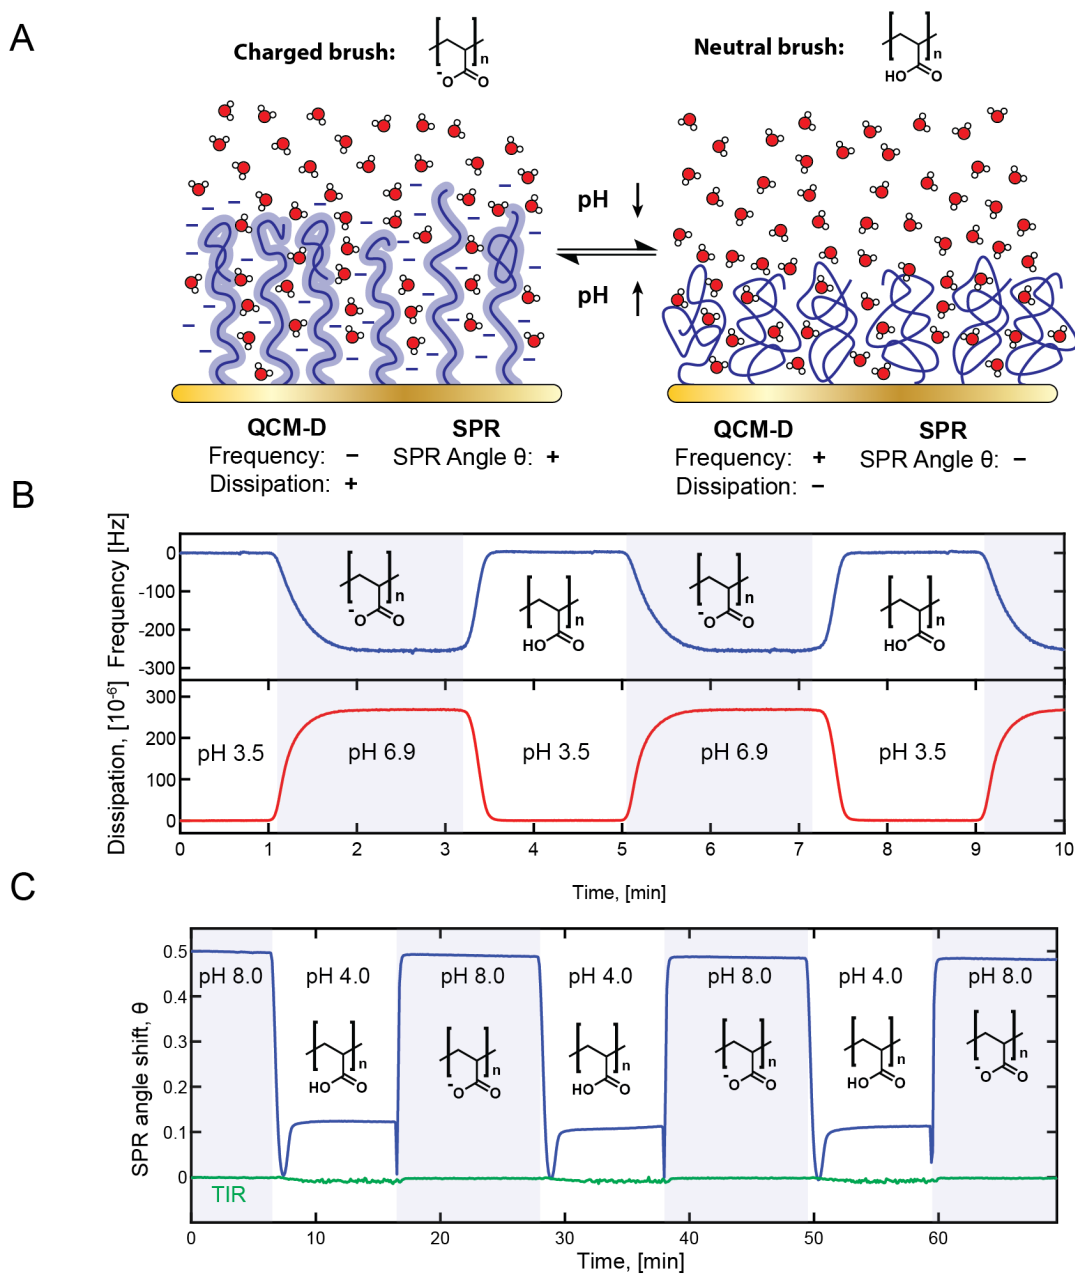 A
Charged brush:
Neutral brush:
n
-O
O
n
HO
O
pH ↓
pH ↑
QCM-D
SPR
Frequency: −
SPR Angle θ: +
Dissipation: +
QCM-D
SPR
Frequency: +
SPR Angle θ: −
Dissipation: −
B
Frequency [Hz]
0
-100
-200
-300
n
-O
O
n
HO
O
n
-O
O
n
HO
O
Dissipation, [10⁻⁶]
300
200
100
0
pH 3.5
pH 6.9
pH 3.5
pH 6.9
pH 3.5
0 1 2 3 4 5 6 7 8 9 10
Time, [min]
C
SPR angle shift, θ
0.5
0.4
0.3
0.2
0.1
0
pH 8.0
pH 4.0
pH 8.0
pH 4.0
pH 8.0
pH 4.0
pH 8.0
n
HO
O
n
-O
O
n
HO
O
n
-O
O
n
HO
O
n
-O
O
TIR
0 10 20 30 40 50 60
Time, [min]